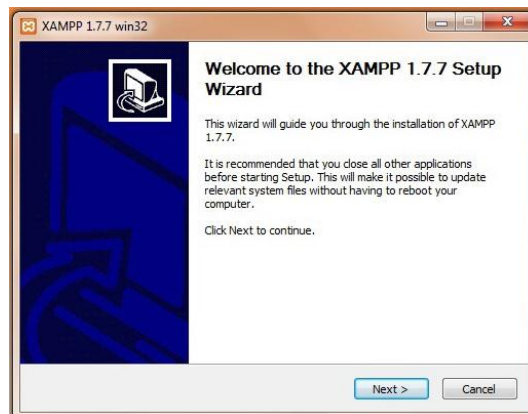 XAMPP 1.7.7 win32
Welcome to the XAMPP 1.7.7 Setup
Wizard
This wizard will guide you through the installation of XAMPP
1.7.7.
It is recommended that you close all other applications
before starting Setup. This will make it possible to update
relevant system files without having to reboot your
computer.
Click Next to continue.
Next >
Cancel